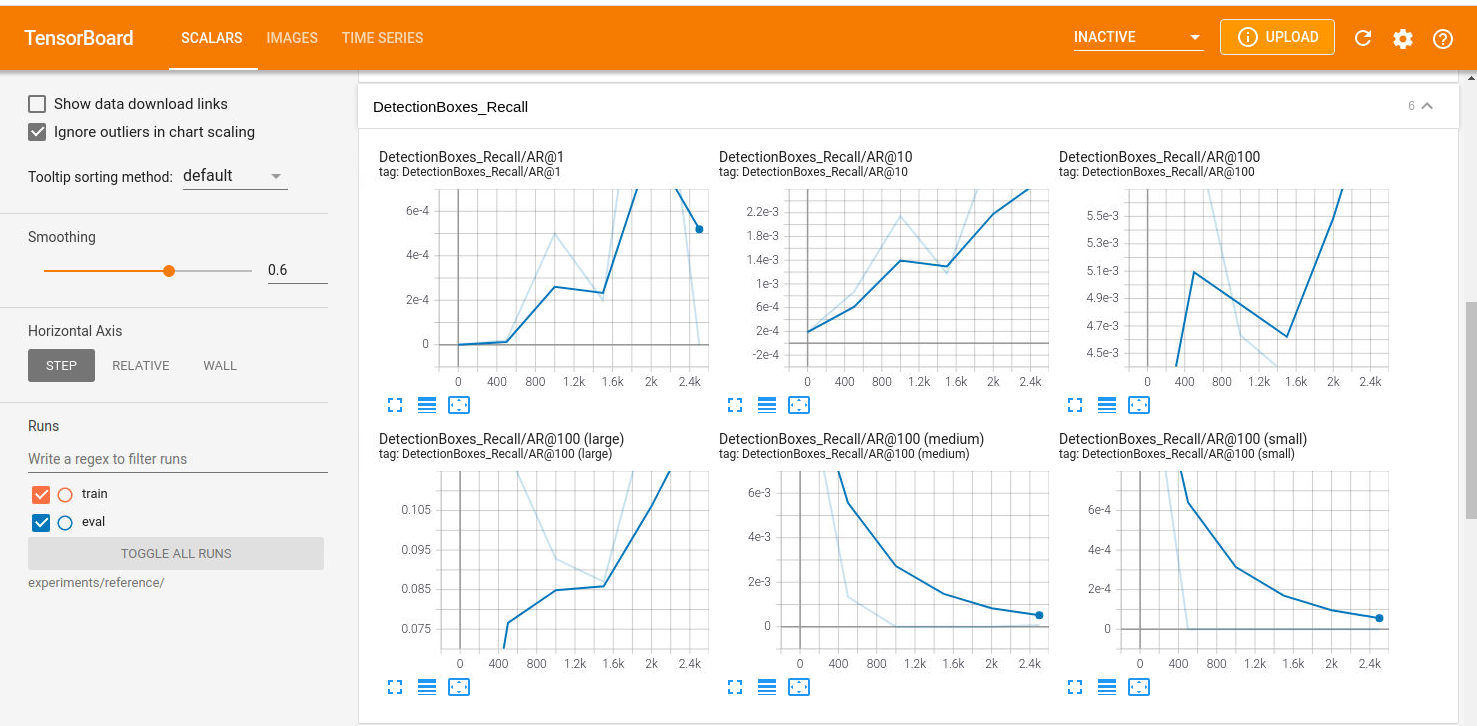 TensorBoard SCALARS IMAGES TIME SERIES INACTIVE UPLOAD
Show data download links
Ignore outliers in chart scaling
Tooltip sorting method: default
Smoothing
0.6
Horizontal Axis
STEP RELATIVE WALL
Runs
Write a regex to filter runs
train
eval
TOGGLE ALL RUNS
experiments/reference/
DetectionBoxes_Recall 6
DetectionBoxes_Recall/AR@1
tag: DetectionBoxes_Recall/AR@1
6e-4
4e-4
2e-4
0
0 400 800 1.2k 1.6k 2k 2.4k
DetectionBoxes_Recall/AR@10
tag: DetectionBoxes_Recall/AR@10
2.2e-3
1.8e-3
1.4e-3
1e-3
6e-4
2e-4
-2e-4
0 400 800 1.2k 1.6k 2k 2.4k
DetectionBoxes_Recall/AR@100
tag: DetectionBoxes_Recall/AR@100
5.5e-3
5.3e-3
5.1e-3
4.9e-3
4.7e-3
4.5e-3
0 400 800 1.2k 1.6k 2k 2.4k
DetectionBoxes_Recall/AR@100 (large)
tag: DetectionBoxes_Recall/AR@100 (large)
0.105
0.095
0.085
0.075
0 400 800 1.2k 1.6k 2k 2.4k
DetectionBoxes_Recall/AR@100 (medium)
tag: DetectionBoxes_Recall/AR@100 (medium)
6e-3
4e-3
2e-3
0
0 400 800 1.2k 1.6k 2k 2.4k
DetectionBoxes_Recall/AR@100 (small)
tag: DetectionBoxes_Recall/AR@100 (small)
6e-4
4e-4
2e-4
0
0 400 800 1.2k 1.6k 2k 2.4k